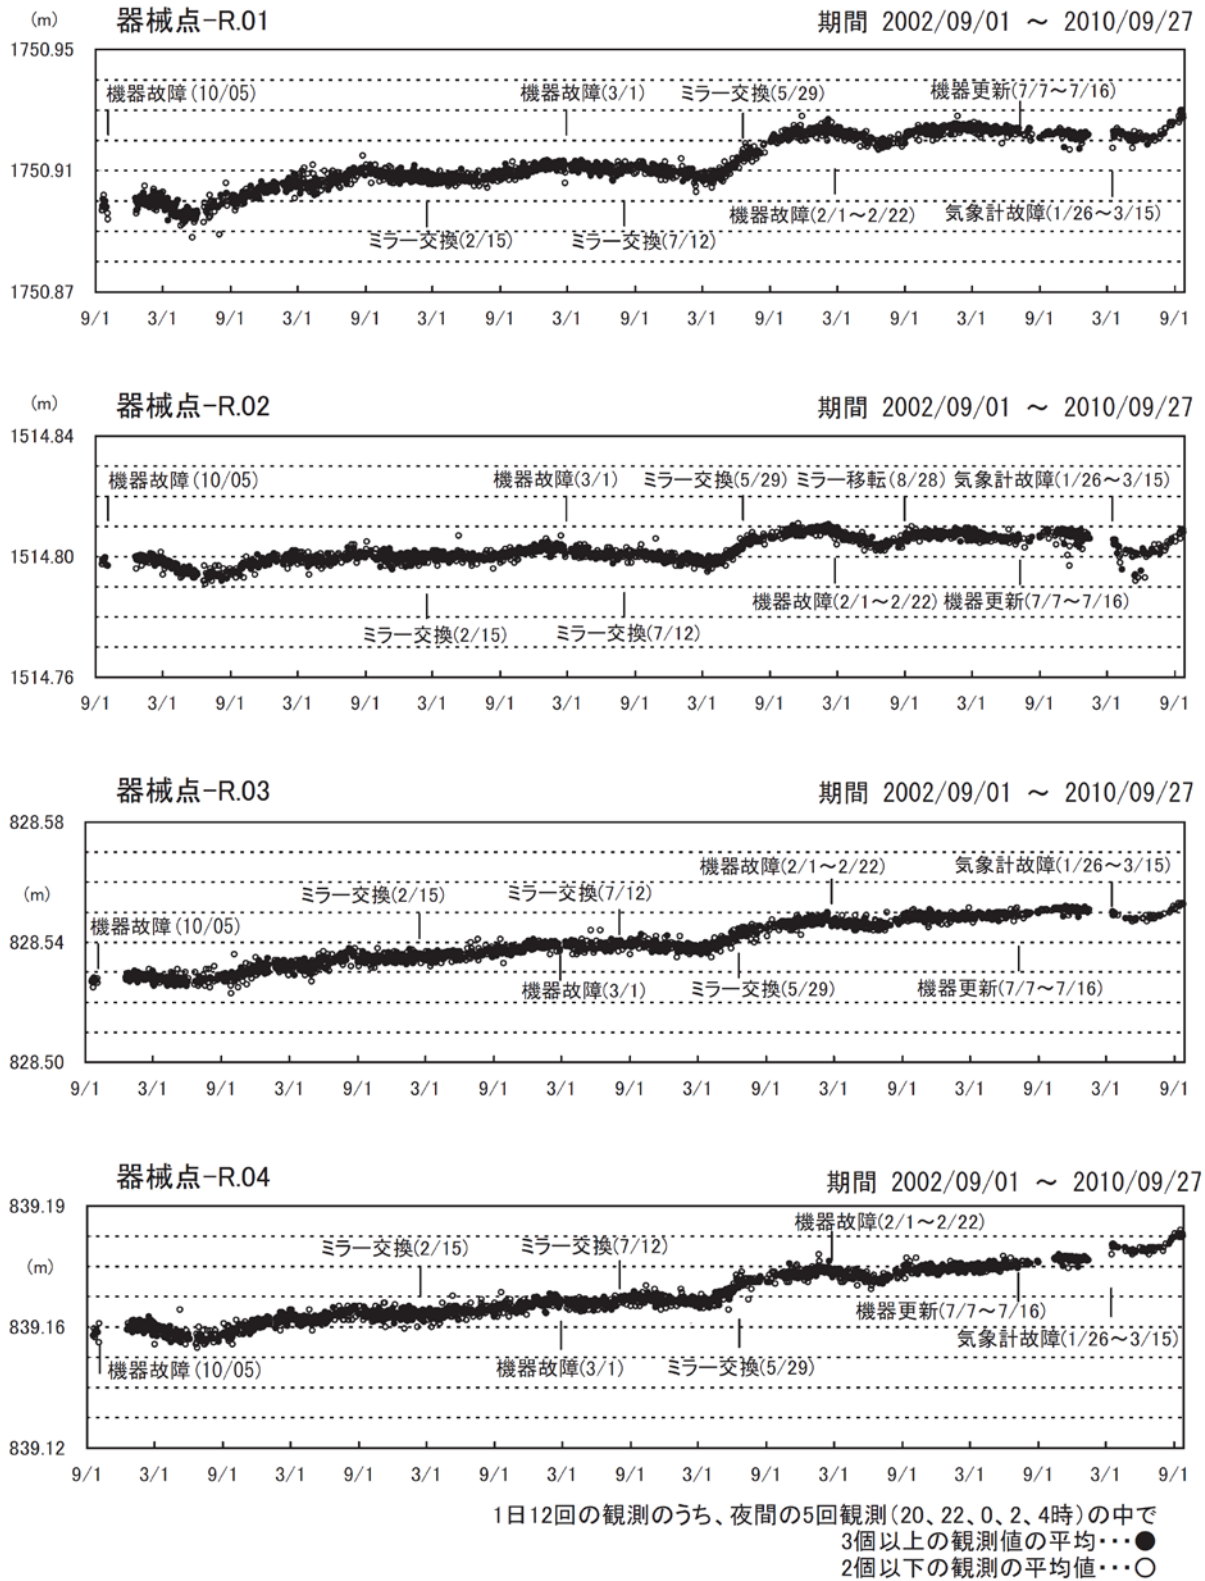 (m) 器械点-R.01 期間 2002/09/01 ～ 2010/09/27
1750.95
機器故障(10/05) 機器故障(3/1) ミラー交換(5/29) 機器更新(7/7～7/16)
1750.91
ミラー交換(2/15) ミラー交換(7/12) 機器故障(2/1～2/22) 気象計故障(1/26～3/15)
1750.87
9/1 3/1 9/1 3/1 9/1 3/1 9/1 3/1 9/1 3/1 9/1 3/1 9/1 3/1 9/1 3/1 9/1
(m) 器械点-R.02 期間 2002/09/01 ～ 2010/09/27
1514.84
機器故障(10/05) 機器故障(3/1) ミラー交換(5/29) ミラー移転(8/28) 気象計故障(1/26～3/15)
1514.80
機器故障(2/1～2/22) 機器更新(7/7～7/16)
ミラー交換(2/15) ミラー交換(7/12)
1514.76
9/1 3/1 9/1 3/1 9/1 3/1 9/1 3/1 9/1 3/1 9/1 3/1 9/1 3/1 9/1 3/1 9/1
器械点-R.03 期間 2002/09/01 ～ 2010/09/27
828.58
機器故障(2/1～2/22) 気象計故障(1/26～3/15)
(m) ミラー交換(2/15) ミラー交換(7/12)
機器故障(10/05)
828.54
機器故障(3/1) ミラー交換(5/29) 機器更新(7/7～7/16)
828.50
9/1 3/1 9/1 3/1 9/1 3/1 9/1 3/1 9/1 3/1 9/1 3/1 9/1 3/1 9/1 3/1 9/1
器械点-R.04 期間 2002/09/01 ～ 2010/09/27
839.19
機器故障(2/1～2/22)
ミラー交換(2/15) ミラー交換(7/12)
(m)
機器更新(7/7～7/16)
839.16
気象計故障(1/26～3/15)
機器故障(10/05) 機器故障(3/1) ミラー交換(5/29)
839.12
9/1 3/1 9/1 3/1 9/1 3/1 9/1 3/1 9/1 3/1 9/1 3/1 9/1 3/1 9/1 3/1 9/1
1日12回の観測のうち、夜間の5回観測(20、22、0、2、4時)の中で
3個以上の観測値の平均･･･●
2個以下の観測の平均値･･･○